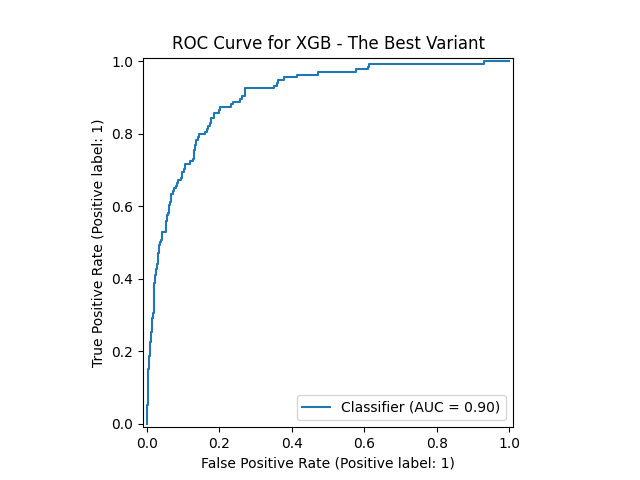 ROC Curve for XGB - The Best Variant
1.0
0.8
0.6
0.4
0.2
0.0
True Positive Rate (Positive label: 1)
Classifier (AUC = 0.90)
0.0 0.2 0.4 0.6 0.8 1.0
False Positive Rate (Positive label: 1)